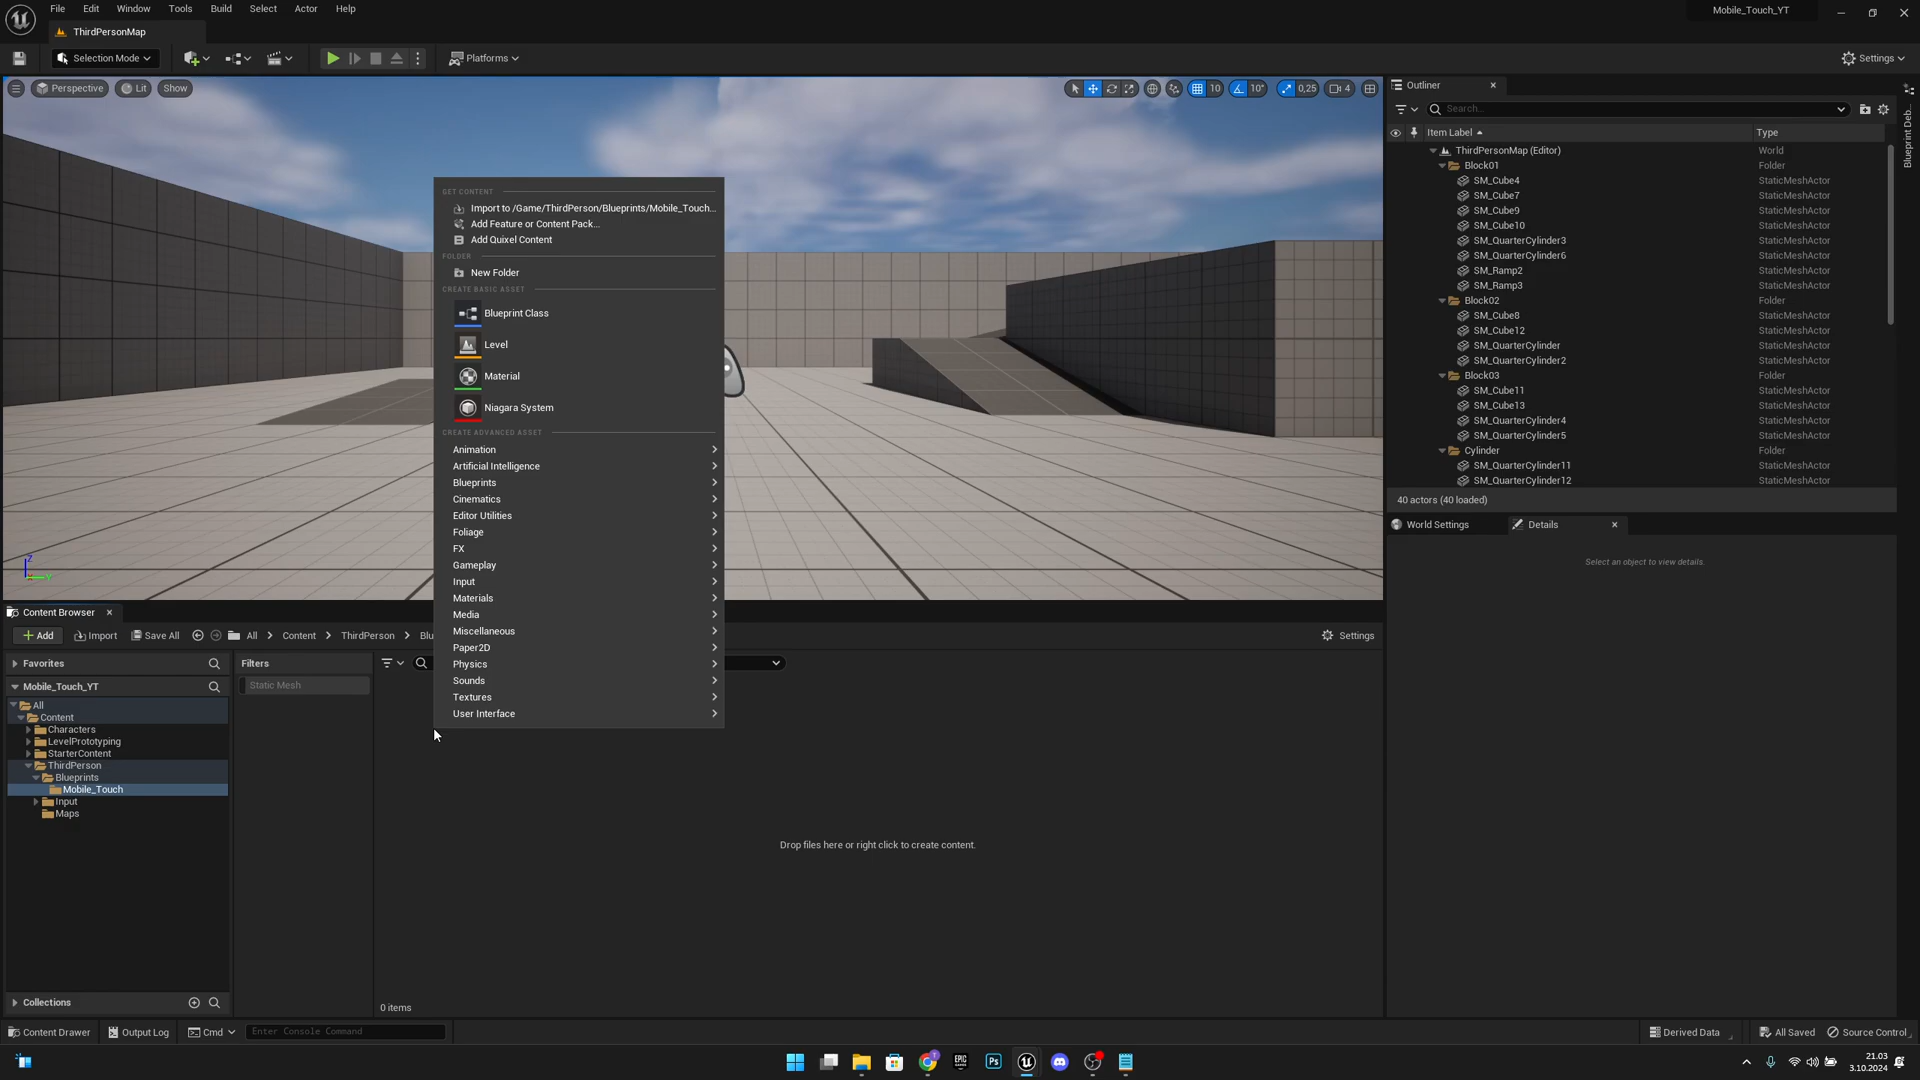 File Edit Window Tools Build Select Actor Help
Mobile_Touch_YT
ThirdPersonMap
Selection Mode
Platforms
Settings
Perspective Lit Show
10 10° 0,25 4
Outliner
Search...
Item Label Type
ThirdPersonMap (Editor) World
Block01 Folder
SM_Cube4 StaticMeshActor
SM_Cube7 StaticMeshActor
SM_Cube9 StaticMeshActor
SM_Cube10 StaticMeshActor
SM_QuarterCylinder3 StaticMeshActor
SM_QuarterCylinder6 StaticMeshActor
SM_Ramp2 StaticMeshActor
SM_Ramp3 StaticMeshActor
Block02 Folder
SM_Cube8 StaticMeshActor
SM_Cube12 StaticMeshActor
SM_QuarterCylinder StaticMeshActor
SM_QuarterCylinder2 StaticMeshActor
Block03 Folder
SM_Cube11 StaticMeshActor
SM_Cube13 StaticMeshActor
SM_QuarterCylinder4 StaticMeshActor
SM_QuarterCylinder5 StaticMeshActor
Cylinder Folder
SM_QuarterCylinder11 StaticMeshActor
SM_QuarterCylinder12 StaticMeshActor
40 actors (40 loaded)
Blueprint Deb...
World Settings Details
Select an object to view details.
GET CONTENT
Import to /Game/ThirdPerson/Blueprints/Mobile_Touch...
Add Feature or Content Pack...
Add Quixel Content
FOLDER
New Folder
CREATE BASIC ASSET
Blueprint Class
Level
Material
Niagara System
CREATE ADVANCED ASSET
Animation
Artificial Intelligence
Blueprints
Cinematics
Editor Utilities
Foliage
FX
Gameplay
Input
Materials
Media
Miscellaneous
Paper2D
Physics
Sounds
Textures
User Interface
Z
Y
Content Browser
Add Import Save All All Content ThirdPerson Blu
Settings
Favorites
Filters
Static Mesh
Mobile_Touch_YT
All
Content
Characters
LevelPrototyping
StarterContent
ThirdPerson
Blueprints
Mobile_Touch
Input
Maps
Drop files here or right click to create content.
Collections
0 items
Content Drawer Output Log Cmd Enter Console Command
Derived Data All Saved Source Control
EPIC
Ps
21.03
3.10.2024